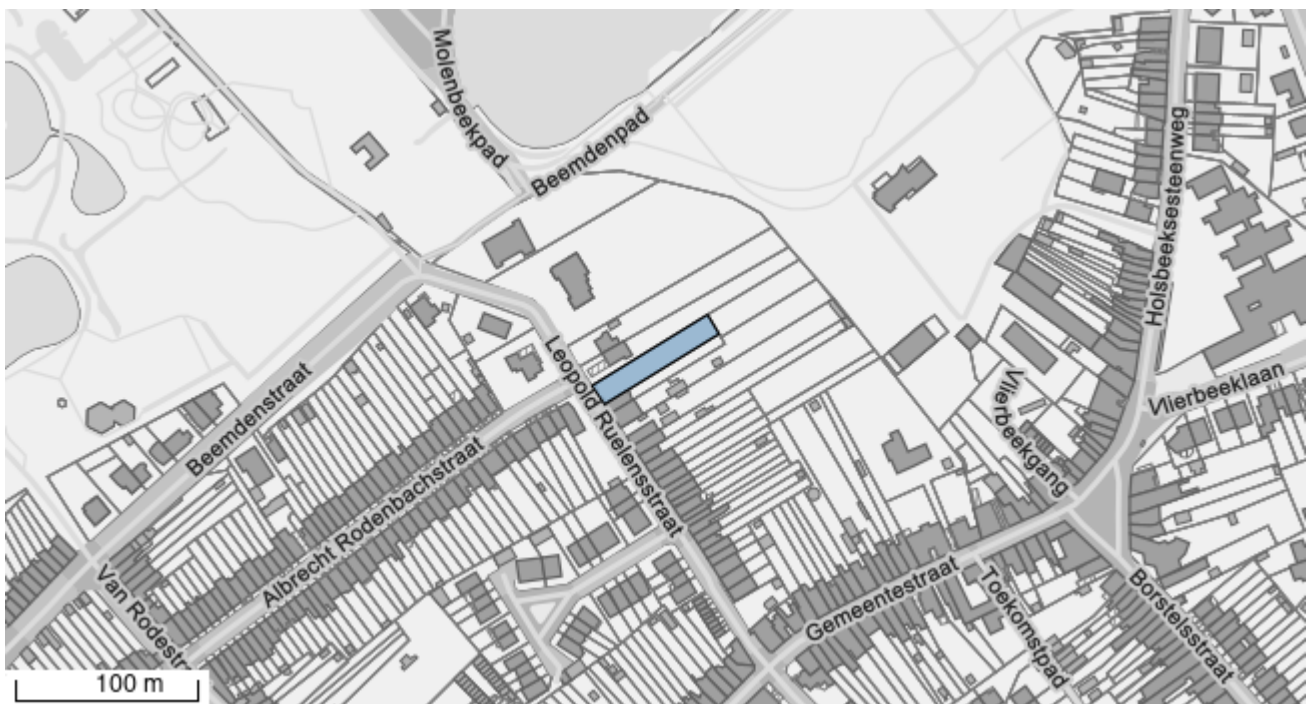 Molenbeekpad
Beemdenpad
Holsbeeksesteenweg
Leopold Ruelensstraat
Beemdenstraat
Albrecht Rodenbachstraat
Vlierbeekgang
Vlierbeeklaan
Van Rodestr
Gemeentestraat
Toekomstpad
Borstelsstraat
100 m